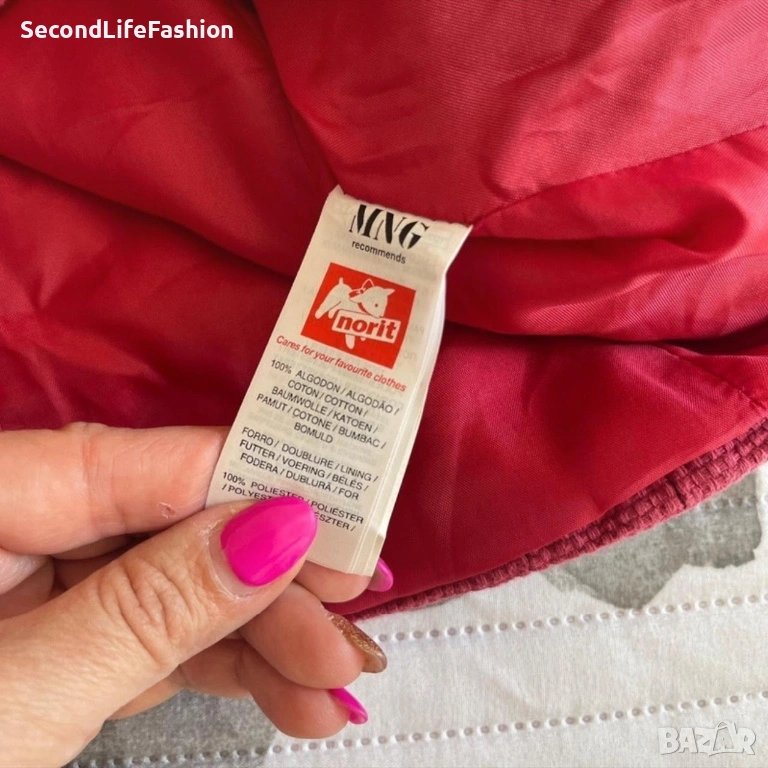 SecondLifeFashion
MNG
recommends
norit
Cares for your favourite clothes
100% ALGODON / ALGODÃO /
COTON / COTTON /
BAUMWOLLE / KATOEN /
PAMUT / COTONE / BUMBAC /
BOMULD
FORRO / DOUBLURE / LINING /
FUTTER / VOERING / BÉLÉS /
FODERA / DUBLURĂ / FOR
100% POLIESTER / POLIÉSTER
/ POLYESTER
BAZAR